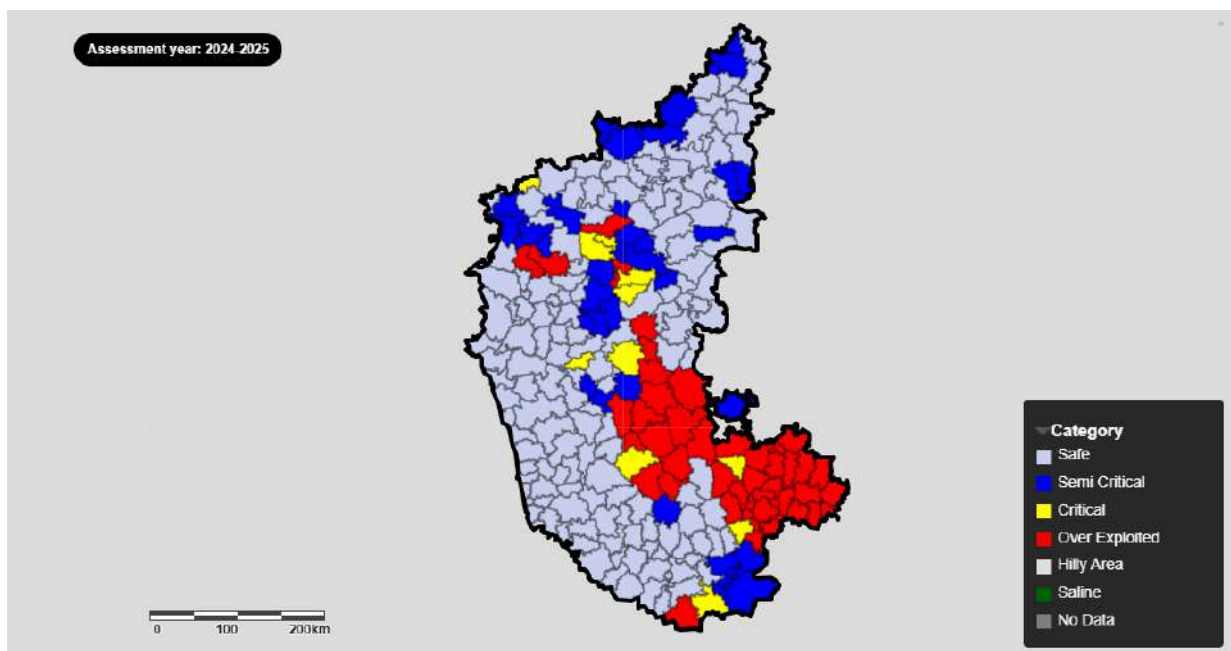 Assessment year: 2024-2025
Category
Safe
Semi Critical
Critical
Over Exploited
Hilly Area
Saline
No Data
0 100 200km